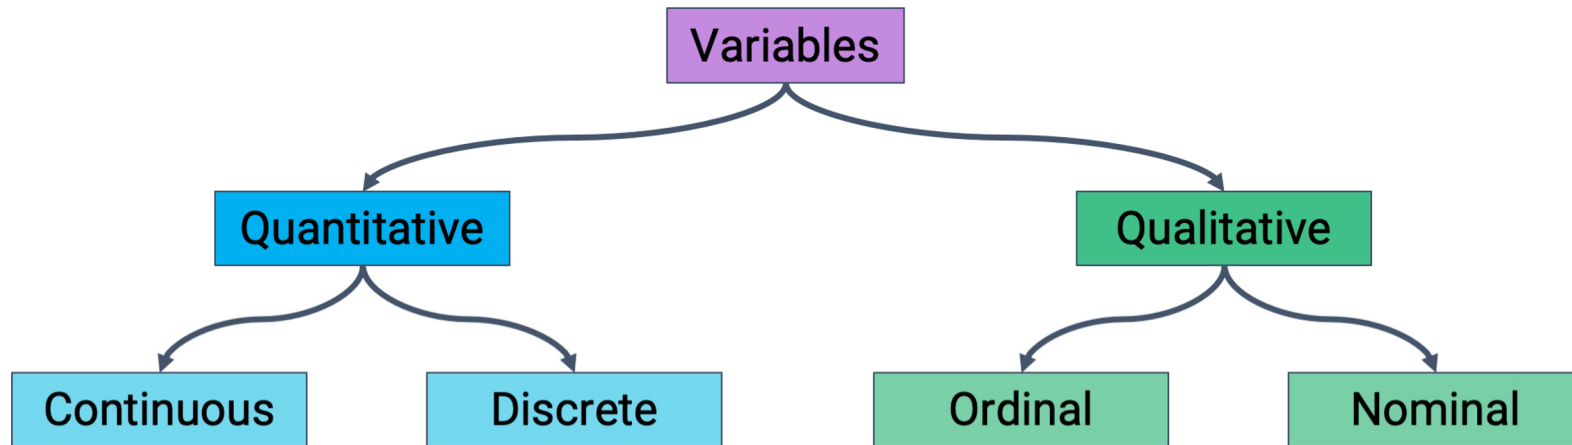 Variables
Quantitative
Qualitative
Continuous
Discrete
Ordinal
Nominal